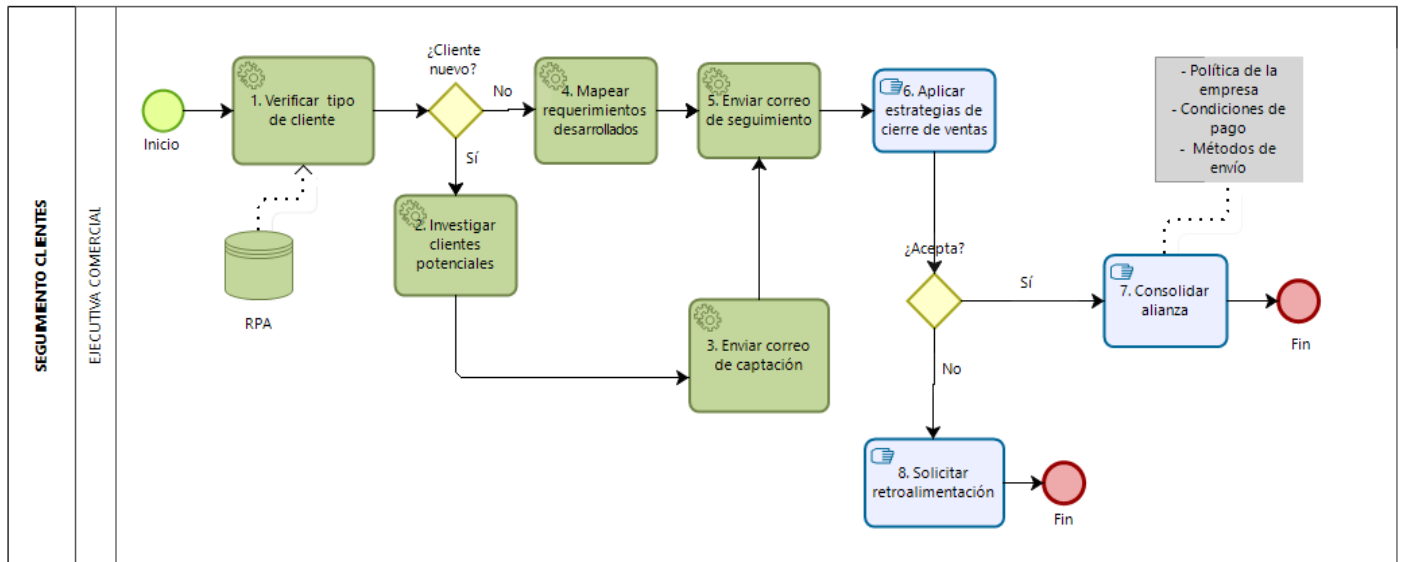 SEGUIMIENTO CLIENTES
EJECUTIVA COMERCIAL
Inicio
1. Verificar tipo
de cliente
RPA
¿Cliente
nuevo?
No
Sí
4. Mapear
requerimientos
desarrollados
2. Investigar
clientes
potenciales
3. Enviar correo
de captación
5. Enviar correo
de seguimiento
6. Aplicar
estrategias de
cierre de ventas
¿Acepta?
Sí
No
- Política de la
empresa
- Condiciones de
pago
- Métodos de
envío
7. Consolidar
alianza
Fin
8. Solicitar
retroalimentación
Fin